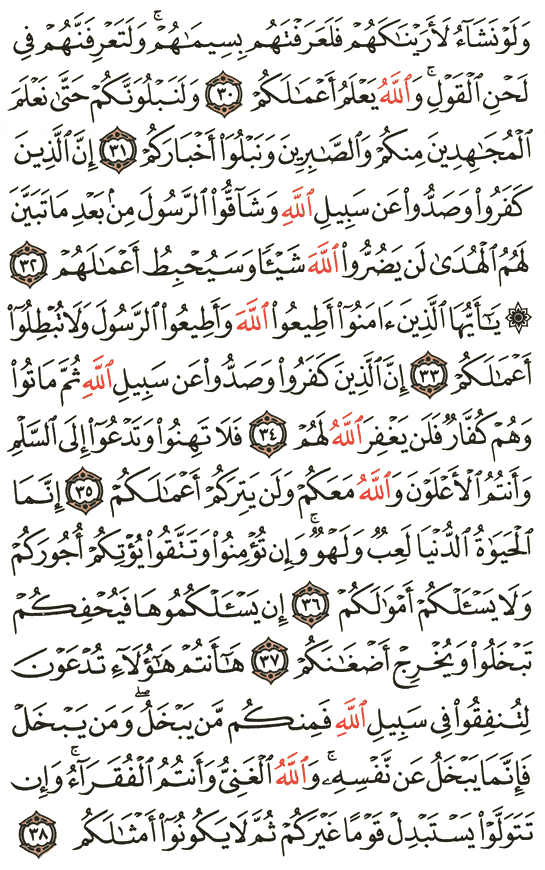 وَلَوْ نَشَآءُ لَأَرَيْنَٰكَهُمْ فَلَعَرَفْتَهُم بِسِيمَٰهُمْ ۚ وَلَتَعْرِفَنَّهُمْ فِى
لَحْنِ ٱلْقَوْلِ ۚ وَٱللَّهُ يَعْلَمُ أَعْمَٰلَكُمْ ٣٠ وَلَنَبْلُوَنَّكُمْ حَتَّىٰ نَعْلَمَ
ٱلْمُجَٰهِدِينَ مِنكُمْ وَٱلصَّٰبِرِينَ وَنَبْلُوَا۟ أَخْبَارَكُمْ ٣١ إِنَّ ٱلَّذِينَ
كَفَرُوا۟ وَصَدُّوا۟ عَن سَبِيلِ ٱللَّهِ وَشَآقُّوا۟ ٱلرَّسُولَ مِنۢ بَعْدِ مَا تَبَيَّنَ
لَهُمُ ٱلْهُدَىٰ لَن يَضُرُّوا۟ ٱللَّهَ شَيْـًٔا وَسَيُحْبِطُ أَعْمَٰلَهُمْ ٣٢
۞ يَٰٓأَيُّهَا ٱلَّذِينَ ءَامَنُوٓا۟ أَطِيعُوا۟ ٱللَّهَ وَأَطِيعُوا۟ ٱلرَّسُولَ وَلَا تُبْطِلُوٓا۟
أَعْمَٰلَكُمْ ٣٣ إِنَّ ٱلَّذِينَ كَفَرُوا۟ وَصَدُّوا۟ عَن سَبِيلِ ٱللَّهِ ثُمَّ مَاتُوا۟
وَهُمْ كُفَّارٌ فَلَن يَغْفِرَ ٱللَّهُ لَهُمْ ٣٤ فَلَا تَهِنُوا۟ وَتَدْعُوٓا۟ إِلَى ٱلسَّلْمِ
وَأَنتُمُ ٱلْأَعْلَوْنَ وَٱللَّهُ مَعَكُمْ وَلَن يَتِرَكُمْ أَعْمَٰلَكُمْ ٣٥ إِنَّمَا
ٱلْحَيَوٰةُ ٱلدُّنْيَا لَعِبٌ وَلَهْوٌ ۚ وَإِن تُؤْمِنُوا۟ وَتَتَّقُوا۟ يُؤْتِكُمْ أُجُورَكُمْ
وَلَا يَسْـَٔلْكُمْ أَمْوَٰلَكُمْ ٣٦ إِن يَسْـَٔلْكُمُوهَا فَيُحْفِكُمْ
تَبْخَلُوا۟ وَيُخْرِجْ أَضْغَٰنَكُمْ ٣٧ هَٰٓأَنتُمْ هَٰٓؤُلَآءِ تُدْعَوْنَ
لِتُنفِقُوا۟ فِى سَبِيلِ ٱللَّهِ فَمِنكُم مَّن يَبْخَلُ ۖ وَمَن يَبْخَلْ
فَإِنَّمَا يَبْخَلُ عَن نَّفْسِهِۦ ۚ وَٱللَّهُ ٱلْغَنِىُّ وَأَنتُمُ ٱلْفُقَرَآءُ ۚ وَإِن
تَتَوَلَّوْا۟ يَسْتَبْدِلْ قَوْمًا غَيْرَكُمْ ثُمَّ لَا يَكُونُوٓا۟ أَمْثَٰلَكُم ٣٨